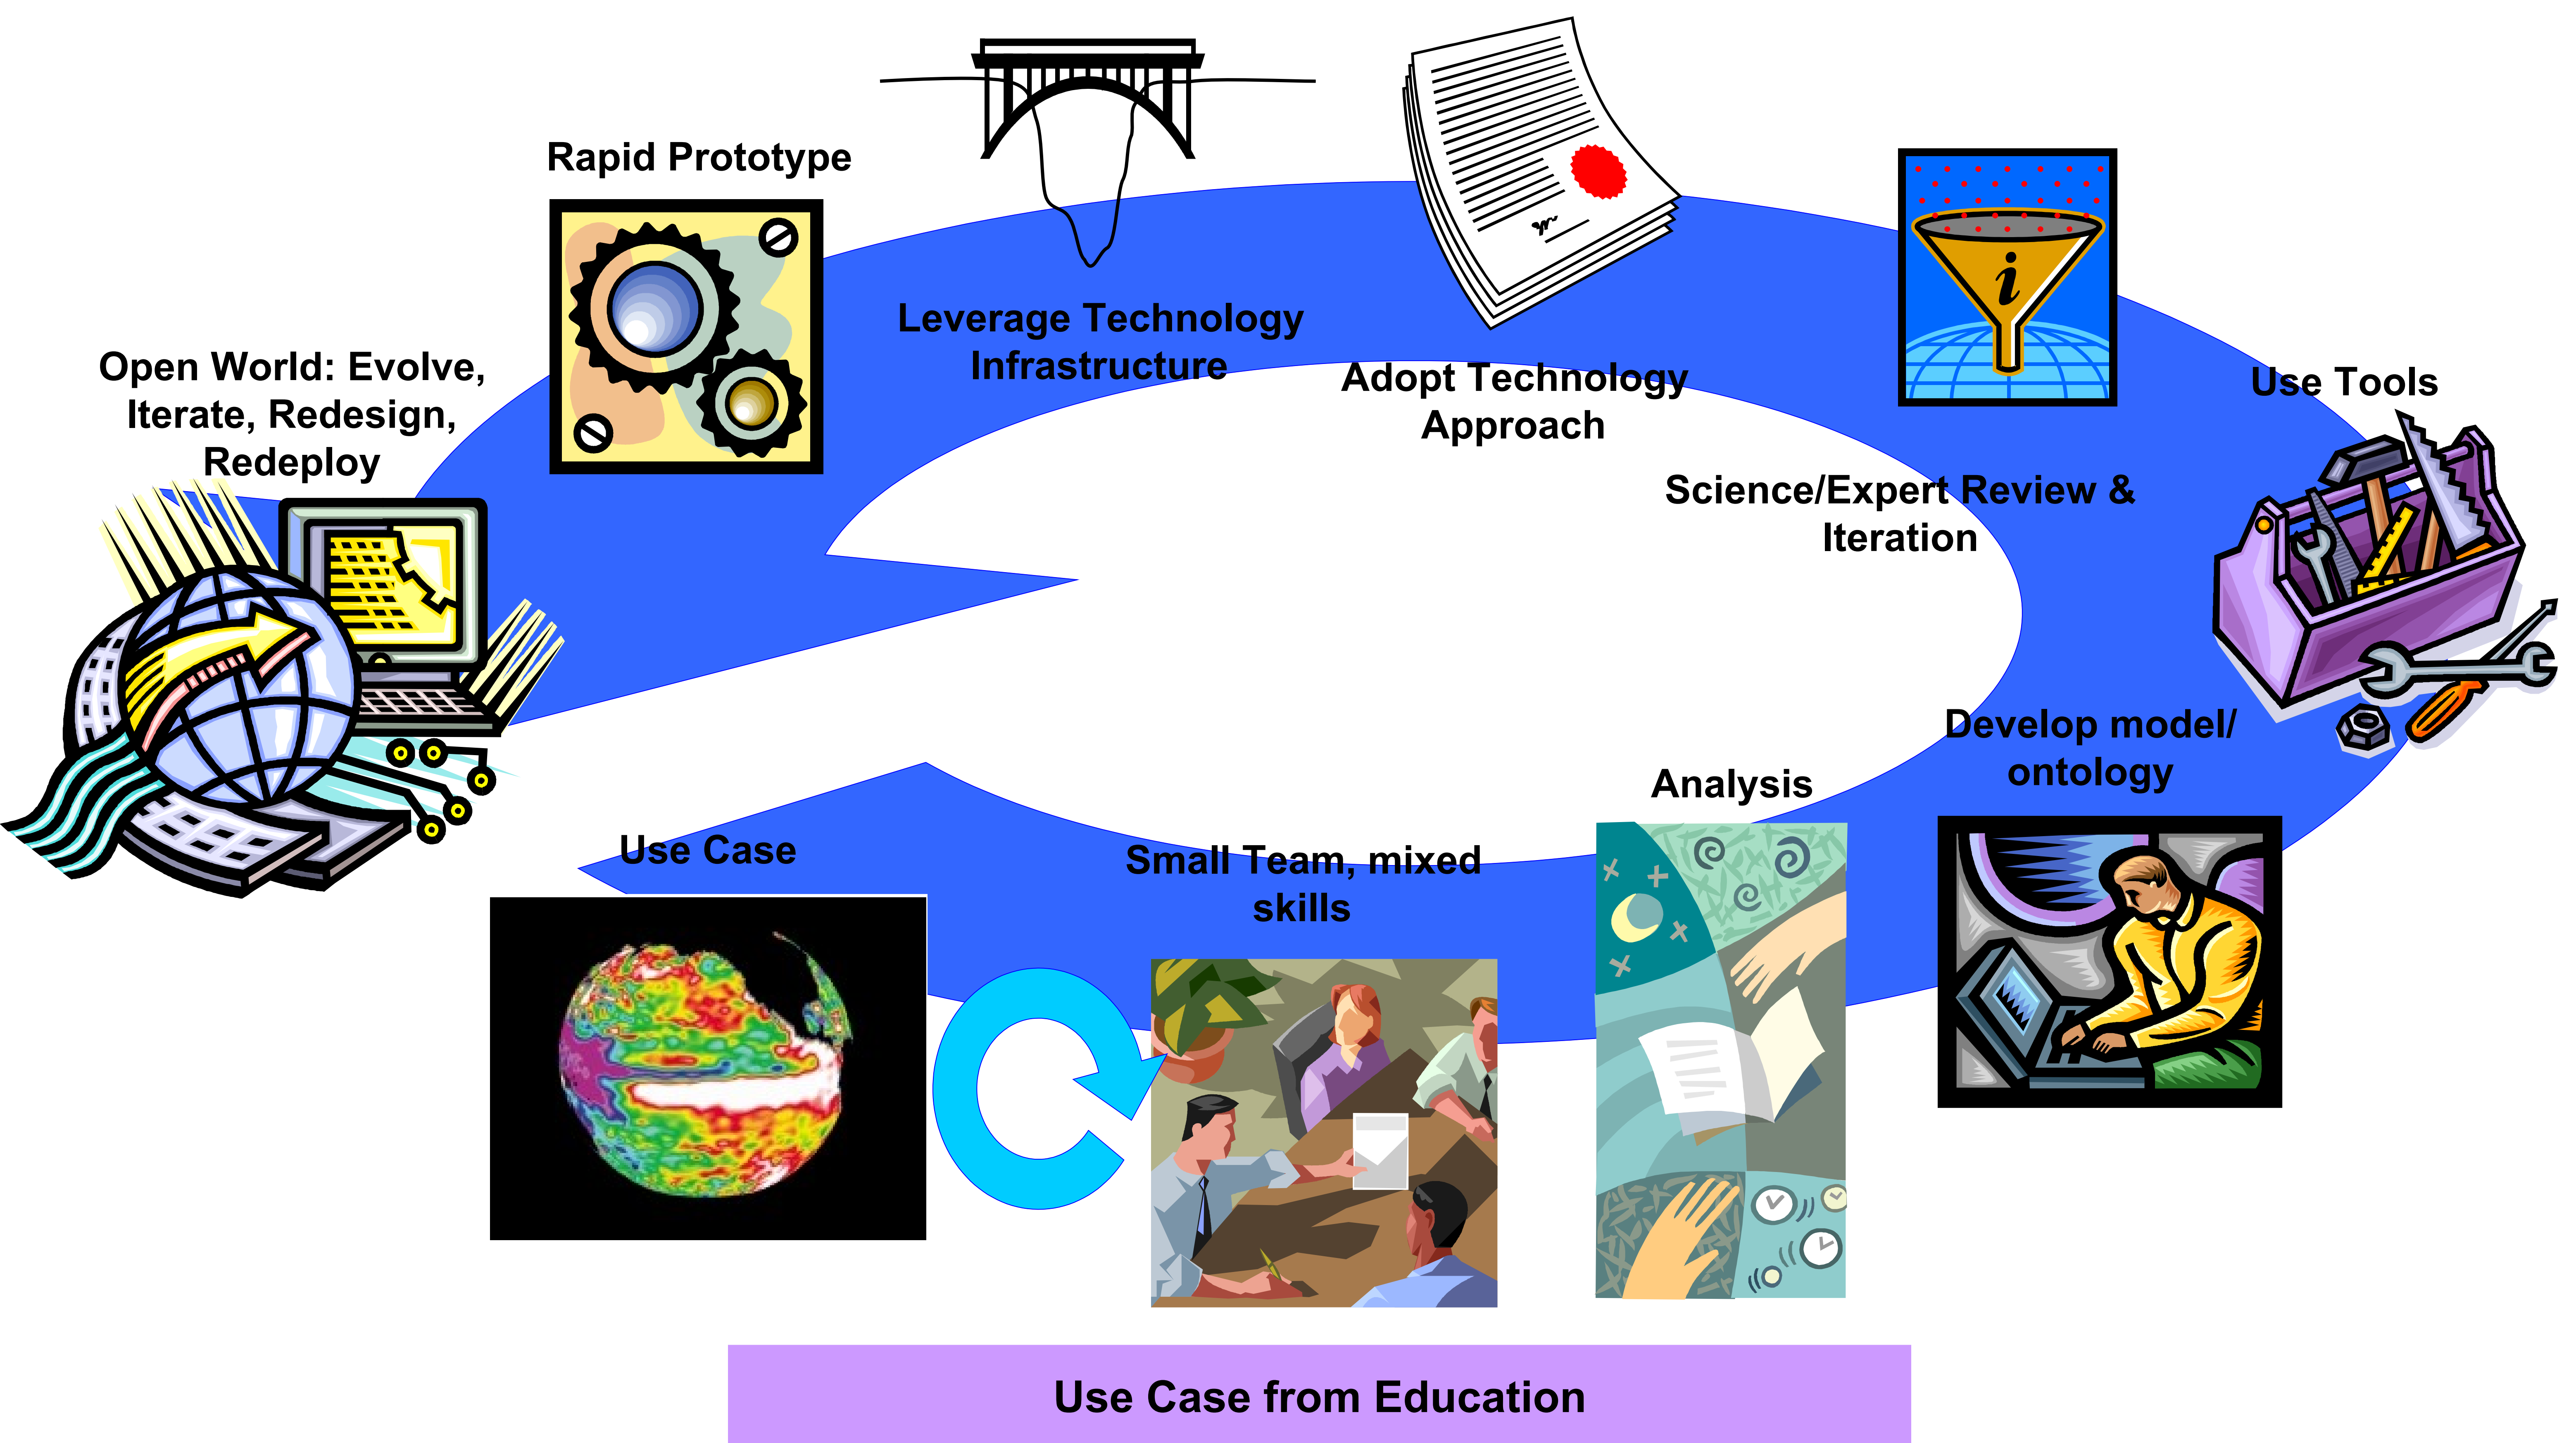 Rapid Prototype
Open World: Evolve,
Iterate, Redesign,
Redeploy
Leverage Technology
Infrastructure
Adopt Technology
Approach
i
Science/Expert Review &
Iteration
Use Tools
Develop model/
ontology
Analysis
Small Team, mixed
skills
Use Case
Use Case from Education